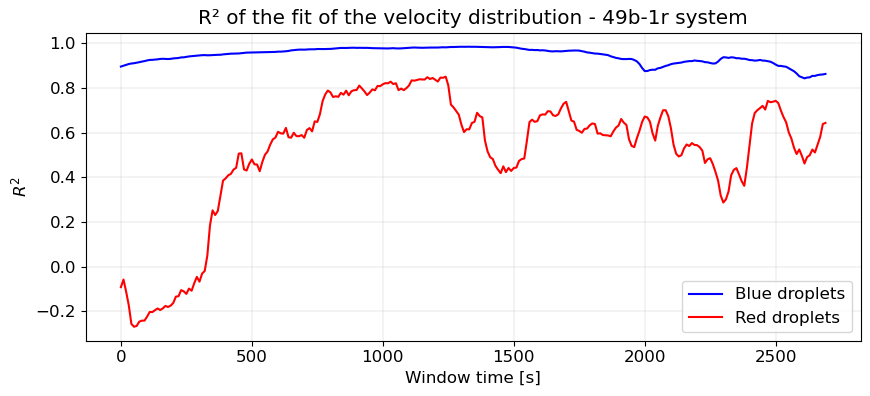 R² of the fit of the velocity distribution - 49b-1r system
R²
1.0
0.8
0.6
0.4
0.2
0.0
−0.2
0 500 1000 1500 2000 2500
Window time [s]
Blue droplets
Red droplets